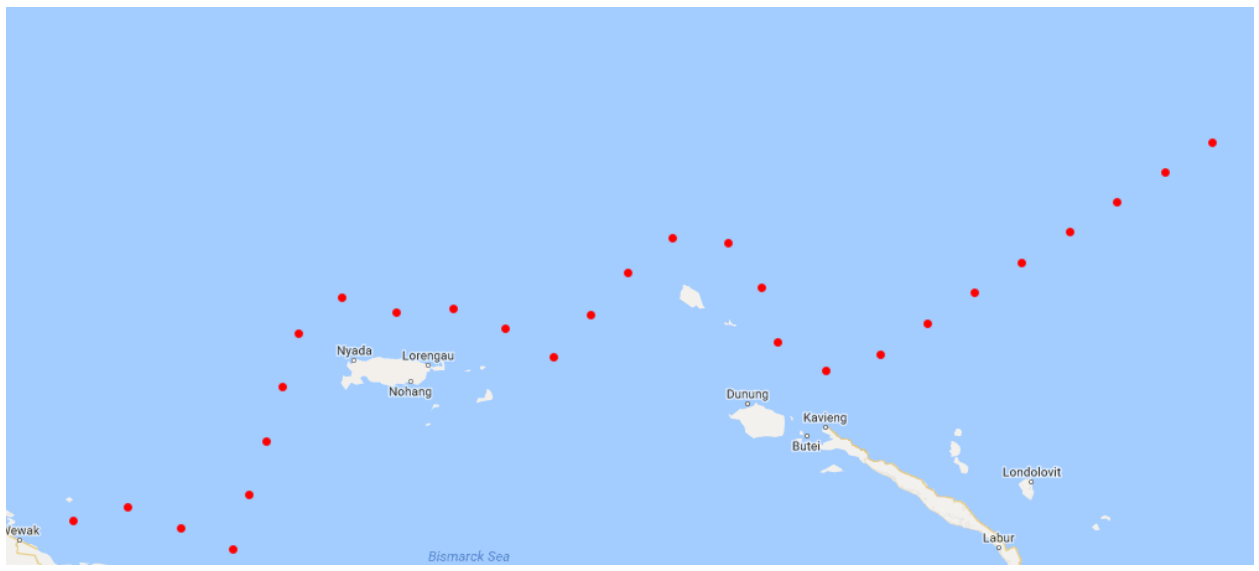 Nyada
Lorengau
Nohang
Dunung
Kavieng
Butei
Londolovit
Wewak
Labur
Bismarck Sea